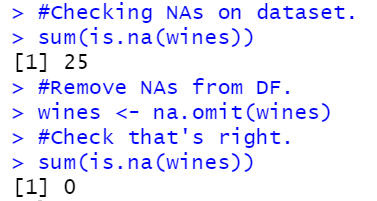 > #Checking NAs on dataset.
> sum(is.na(wines))
[1] 25
> #Remove NAs from DF.
> wines <- na.omit(wines)
> #Check that's right.
> sum(is.na(wines))
[1] 0